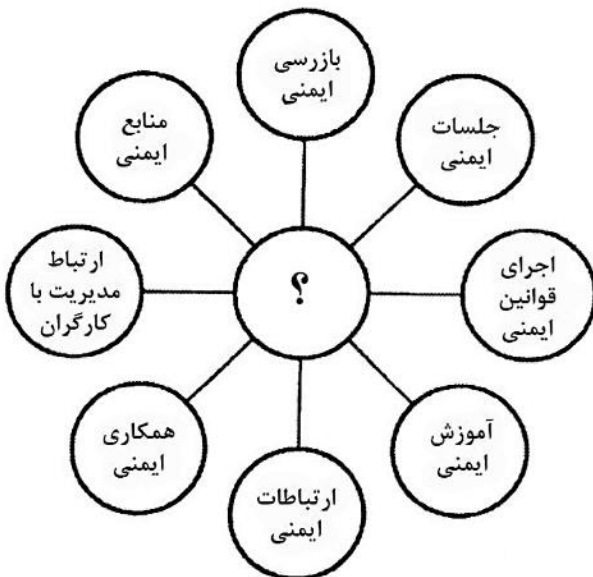 بازرسی
ایمنی
جلسات
ایمنی
اجرای
قوانین
ایمنی
آموزش
ایمنی
ارتباطات
ایمنی
همکاری
ایمنی
ارتباط
مدیریت با
کارگران
منابع
ایمنی
؟